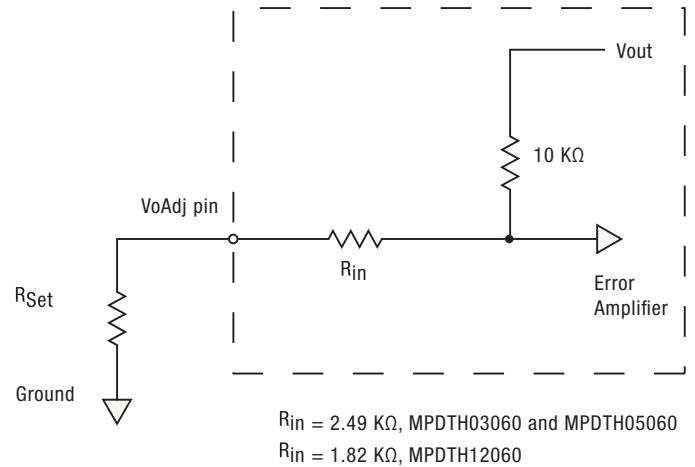 Vout
10 KΩ
VoAdj pin
Rin
RSet
Error
Amplifier
Ground
Rin = 2.49 KΩ, MPDTH03060 and MPDTH05060
Rin = 1.82 KΩ, MPDTH12060